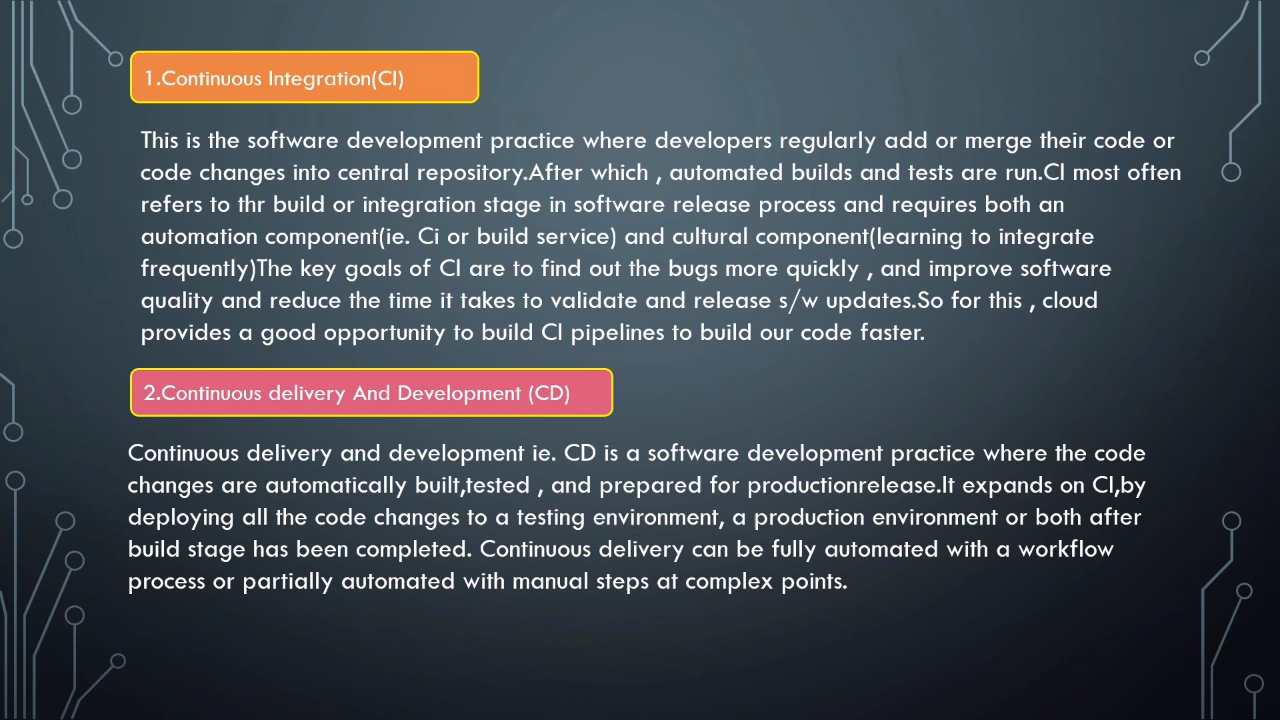 1.Continuous Integration(CI)
This is the software development practice where developers regularly add or merge their code or
code changes into central repository.After which , automated builds and tests are run.CI most often
refers to thr build or integration stage in software release process and requires both an
automation component(ie. Ci or build service) and cultural component(learning to integrate
frequently)The key goals of CI are to find out the bugs more quickly , and improve software
quality and reduce the time it takes to validate and release s/w updates.So for this , cloud
provides a good opportunity to build CI pipelines to build our code faster.
2.Continuous delivery And Development (CD)
Continuous delivery and development ie. CD is a software development practice where the code
changes are automatically built,tested , and prepared for productionrelease.It expands on CI,by
deploying all the code changes to a testing environment, a production environment or both after
build stage has been completed. Continuous delivery can be fully automated with a workflow
process or partially automated with manual steps at complex points.